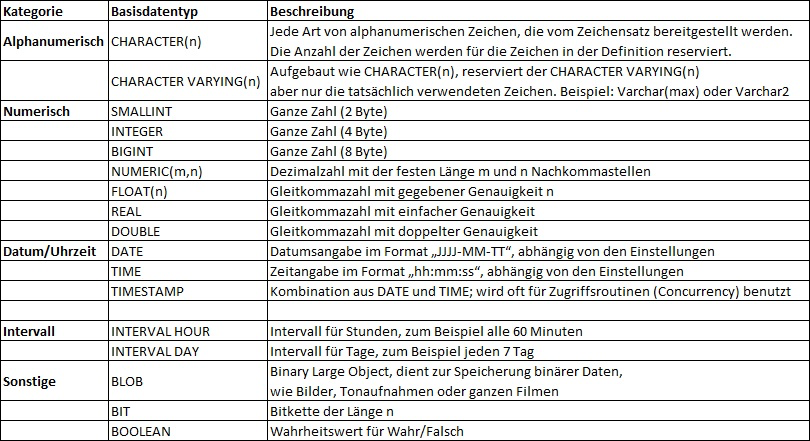 Kategorie Basisdatentyp Beschreibung
Alphanumerisch CHARACTER(n) Jede Art von alphanumerischen Zeichen, die vom Zeichensatz bereitgestellt werden.
Die Anzahl der Zeichen werden für die Zeichen in der Definition reserviert.
CHARACTER VARYING(n) Aufgebaut wie CHARACTER(n), reserviert der CHARACTER VARYING(n)
aber nur die tatsächlich verwendeten Zeichen. Beispiel: Varchar(max) oder Varchar2
Numerisch SMALLINT Ganze Zahl (2 Byte)
INTEGER Ganze Zahl (4 Byte)
BIGINT Ganze Zahl (8 Byte)
NUMERIC(m,n) Dezimalzahl mit der festen Länge m und n Nachkommastellen
FLOAT(n) Gleitkommazahl mit gegebener Genauigkeit n
REAL Gleitkommazahl mit einfacher Genauigkeit
DOUBLE Gleitkommazahl mit doppelter Genauigkeit
Datum/Uhrzeit DATE Datumsangabe im Format „JJJJ-MM-TT“, abhängig von den Einstellungen
TIME Zeitangabe im Format „hh:mm:ss“, abhängig von den Einstellungen
TIMESTAMP Kombination aus DATE und TIME; wird oft für Zugriffsroutinen (Concurrency) benutzt
Intervall INTERVAL HOUR Intervall für Stunden, zum Beispiel alle 60 Minuten
INTERVAL DAY Intervall für Tage, zum Beispiel jeden 7 Tag
Sonstige BLOB Binary Large Object, dient zur Speicherung binärer Daten,
wie Bilder, Tonaufnahmen oder ganzen Filmen
BIT Bitkette der Länge n
BOOLEAN Wahrheitswert für Wahr/Falsch